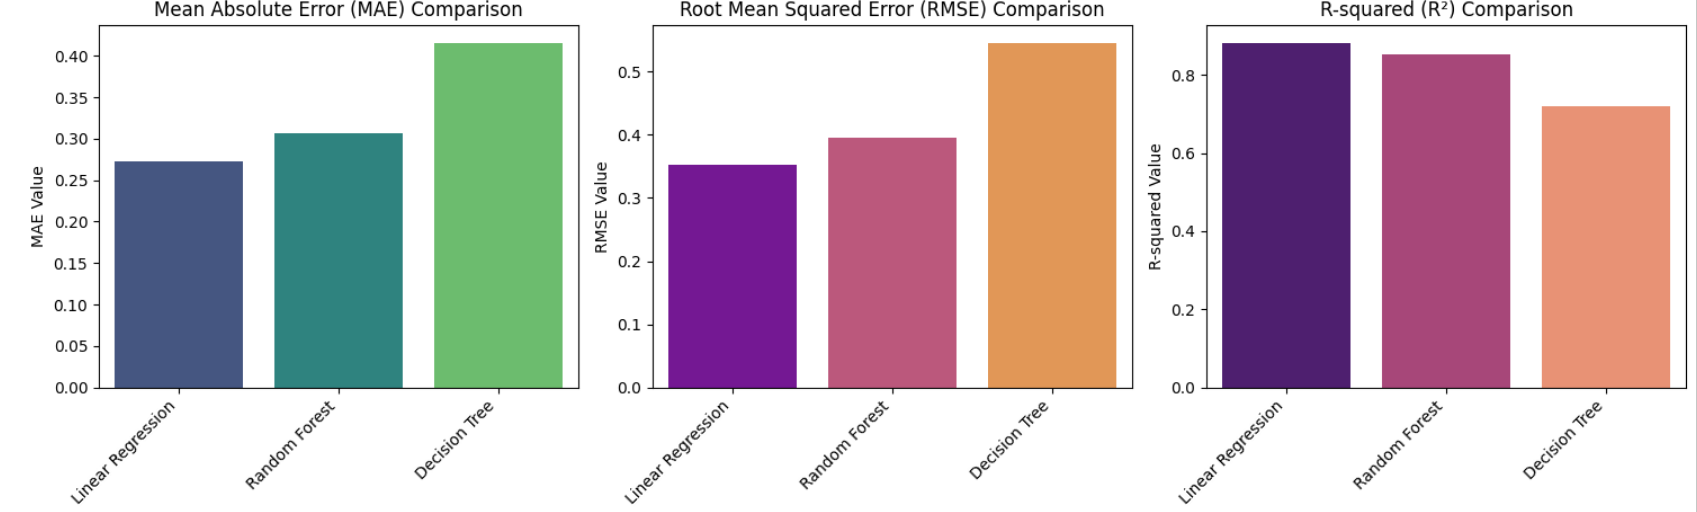 Mean Absolute Error (MAE) Comparison
MAE Value
0.40
0.35
0.30
0.25
0.20
0.15
0.10
0.05
0.00
Linear Regression
Random Forest
Decision Tree
Root Mean Squared Error (RMSE) Comparison
RMSE Value
0.5
0.4
0.3
0.2
0.1
0.0
Linear Regression
Random Forest
Decision Tree
R-squared (R²) Comparison
R-squared Value
0.8
0.6
0.4
0.2
0.0
Linear Regression
Random Forest
Decision Tree